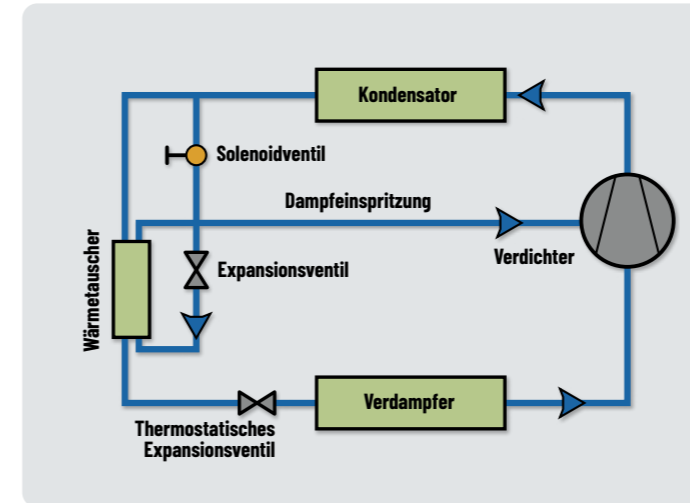 Kondensator
Solenoidventil
Dampfeinspritzung
Verdichter
Wärmetauscher
Expansionsventil
Verdampfer
Thermostatisches
Expansionsventil